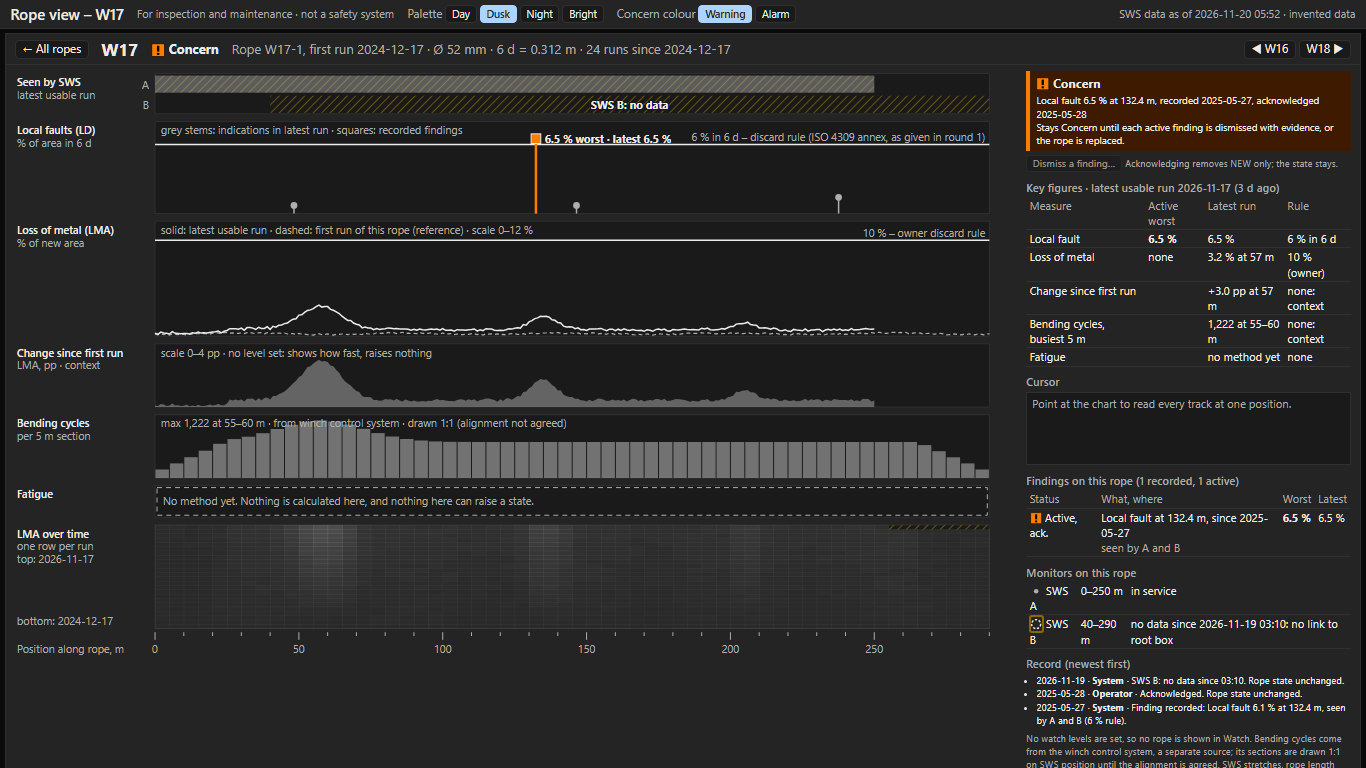 Rope view – W17 For inspection and maintenance · not a safety system Palette Day Dusk Night Bright Concern colour Warning Alarm SWS data as of 2026-11-20 05:52 · invented data
← All ropes W17 Concern Rope W17-1, first run 2024-12-17 · Ø 52 mm · 6 d = 0.312 m · 24 runs since 2024-12-17 ◀ W16 W18 ▶
Seen by SWS
latest usable run
A
B
SWS B: no data
Local faults (LD)
% of area in 6 d
grey stems: indications in latest run · squares: recorded findings
6.5 % worst · latest 6.5 %
6 % in 6 d – discard rule (ISO 4309 annex, as given in round 1)
Loss of metal (LMA)
% of new area
solid: latest usable run · dashed: first run of this rope (reference) · scale 0–12 %
10 % – owner discard rule
Change since first run
LMA, pp · context
scale 0–4 pp · no level set: shows how fast, raises nothing
Bending cycles
per 5 m section
max 1,222 at 55–60 m · from winch control system · drawn 1:1 (alignment not agreed)
Fatigue
No method yet. Nothing is calculated here, and nothing here can raise a state.
LMA over time
one row per run
top: 2026-11-17
bottom: 2024-12-17
Position along rope, m
0 50 100 150 200 250
Concern
Local fault 6.5 % at 132.4 m, recorded 2025-05-27, acknowledged
2025-05-28
Stays Concern until each active finding is dismissed with evidence, or
the rope is replaced.
Dismiss a finding... Acknowledging removes NEW only; the state stays.
Key figures · latest usable run 2026-11-17 (3 d ago)
Measure Active worst Latest run Rule
Local fault 6.5 % 6.5 % 6 % in 6 d
Loss of metal none 3.2 % at 57 m 10 % (owner)
Change since first run +3.0 pp at 57 m none: context
Bending cycles, busiest 5 m 1,222 at 55–60 m none: context
Fatigue no method yet none
Cursor
Point at the chart to read every track at one position.
Findings on this rope (1 recorded, 1 active)
Status What, where Worst Latest
Active, ack. Local fault at 132.4 m, since 2025-05-27 6.5 % 6.5 %
seen by A and B
Monitors on this rope
SWS A 0–250 m in service
SWS B 40–290 m no data since 2026-11-19 03:10: no link to root box
Record (newest first)
• 2026-11-19 · System · SWS B: no data since 03:10. Rope state unchanged.
• 2025-05-28 · Operator · Acknowledged. Rope state unchanged.
• 2025-05-27 · System · Finding recorded: Local fault 6.1 % at 132.4 m, seen
by A and B (6 % rule).
No watch levels are set, so no rope is shown in Watch. Bending cycles come
from the winch control system, a separate source; its sections are drawn 1:1
on SWS position until the alignment is agreed. SWS stretches, rope length